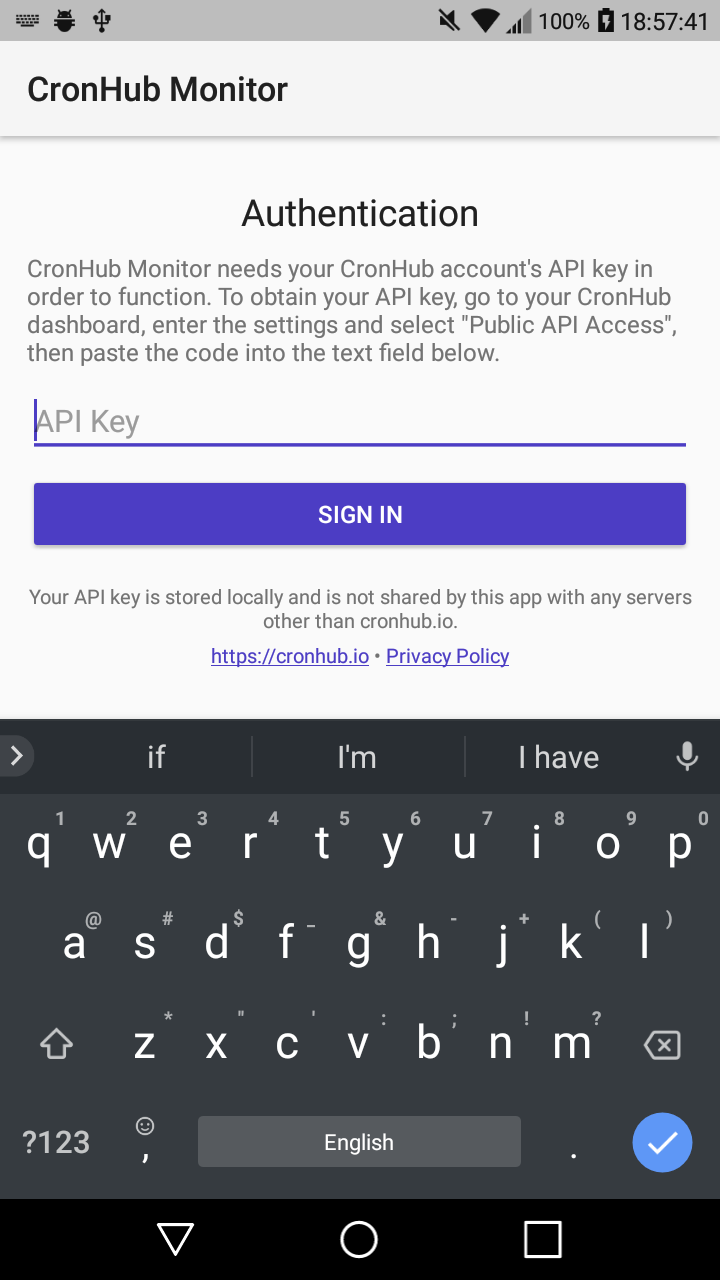 100% 18:57:41
CronHub Monitor
Authentication
CronHub Monitor needs your CronHub account's API key in
order to function. To obtain your API key, go to your CronHub
dashboard, enter the settings and select "Public API Access",
then paste the code into the text field below.
API Key
SIGN IN
Your API key is stored locally and is not shared by this app with any servers
other than cronhub.io.
https://cronhub.io • Privacy Policy
if I'm I have
1 2 3 4 5 6 7 8 9 0
q w e r t y u i o p
@ # $ _ & - + ( )
a s d f g h j k l
* " ' : ; ! ?
z x c v b n m
?123 , English .